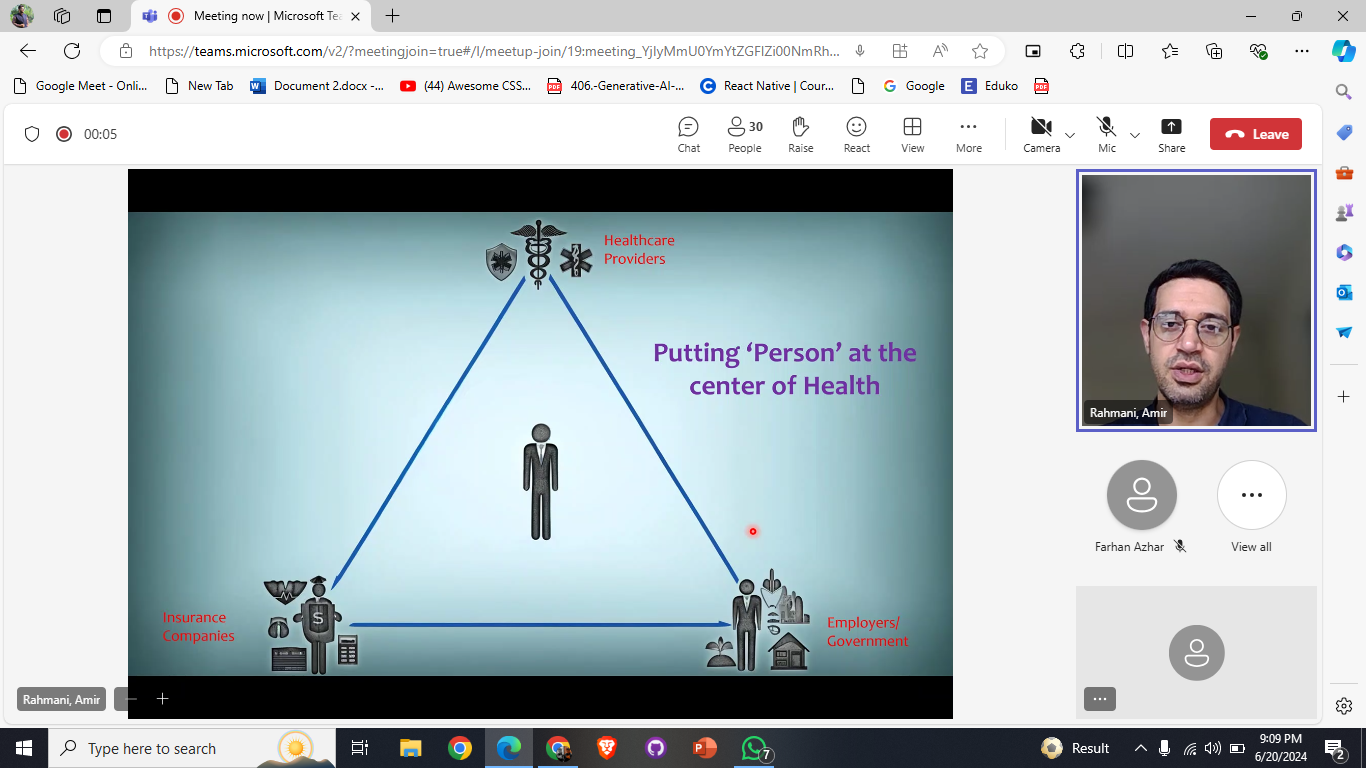 Meeting now | Microsoft Tea
https://teams.microsoft.com/v2/?meetingjoin=true#/l/meetup-join/19:meeting_YjIyMmU0YmYtZGFlZi00NmRh...
Google Meet - Onli...
New Tab
Document 2.docx -...
(44) Awesome CSS...
406.-Generative-AI-...
React Native | Cour...
Google
Eduko
00:05
30
Chat
People
Raise
React
View
More
Camera
Mic
Share
Leave
Healthcare
Providers
Putting ‘Person’ at the
center of Health
Insurance
Companies
S
Employers/
Government
Rahmani, Amir
Rahmani, Amir
Farhan Azhar
View all
Type here to search
7
Result
9:09 PM
6/20/2024
2